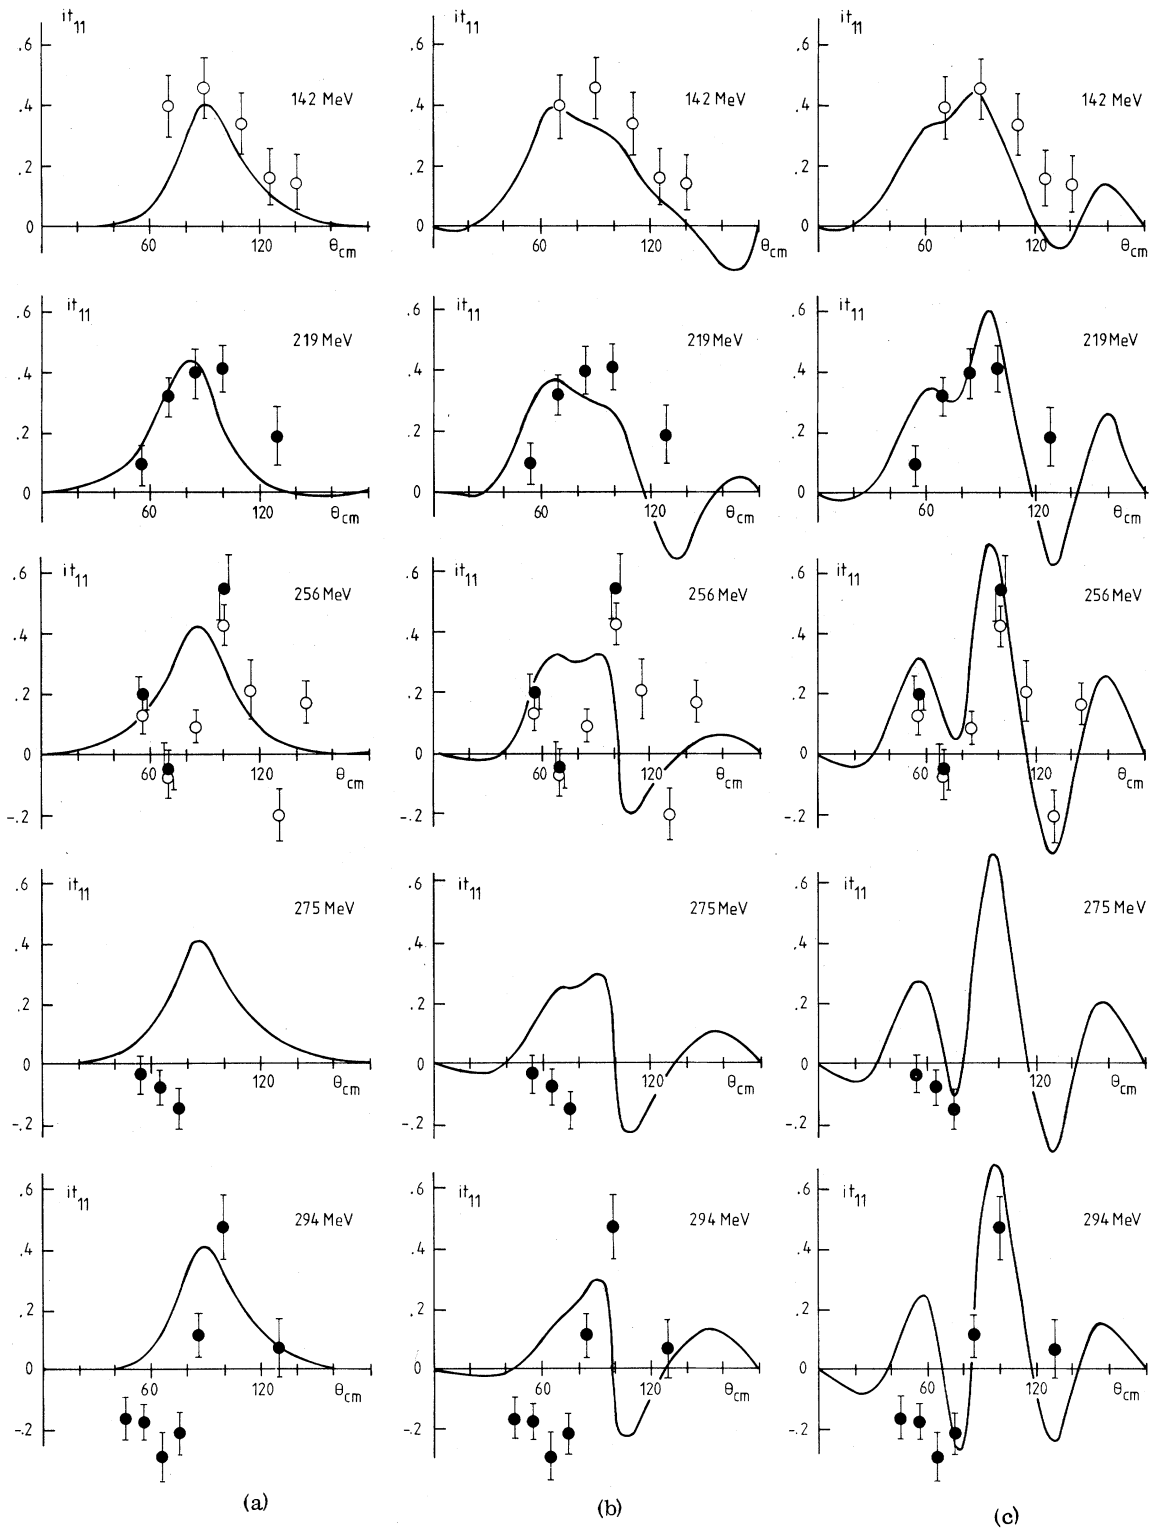 it11 it11 it11
.6 .6 .6
142 MeV 142 MeV 142 MeV
.4 .4 .4
.2 .2 .2
0 0 0
60 120 θcm 60 120 θcm 60 120 θcm
it11 it11 it11
.6 .6 .6
219 MeV 219 MeV 219 MeV
.4 .4 .4
.2 .2 .2
0 0 0
60 120 θcm 60 120 θcm 60 120 θcm
it11 it11 it11
.6 .6 .6
256 MeV 256 MeV 256 MeV
.4 .4 .4
.2 .2 .2
0 0 0
60 120 θcm 60 120 θcm 60 120 θcm
-.2 -.2 -.2
it11 it11 it11
.6 .6 .6
275 MeV 275 MeV 275 MeV
.4 .4 .4
.2 .2 .2
0 0 0
60 120 θcm 120 θcm 120 θcm
-.2 -.2 -.2
it11 it11 it11
.6 .6 .6
294 MeV 294 MeV 294 MeV
.4 .4 .4
.2 .2 .2
0 0 0
60 120 θcm 60 120 θcm 60 120 θcm
-.2 -.2 -.2
(a) (b) (c)